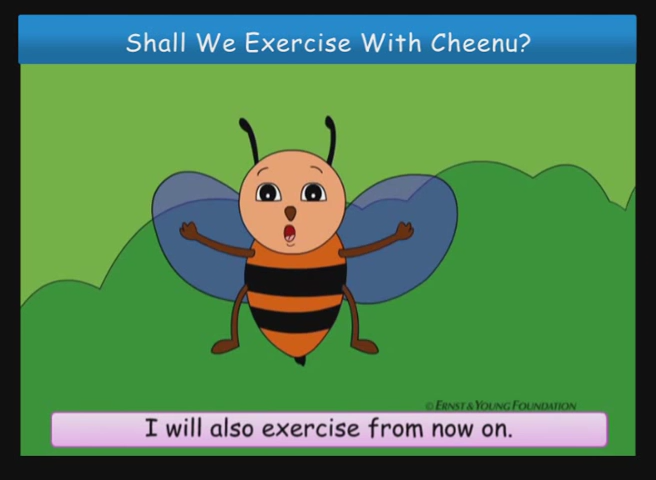 Shall We Exercise With Cheenu?
© ERNST & YOUNG FOUNDATION
I will also exercise from now on.